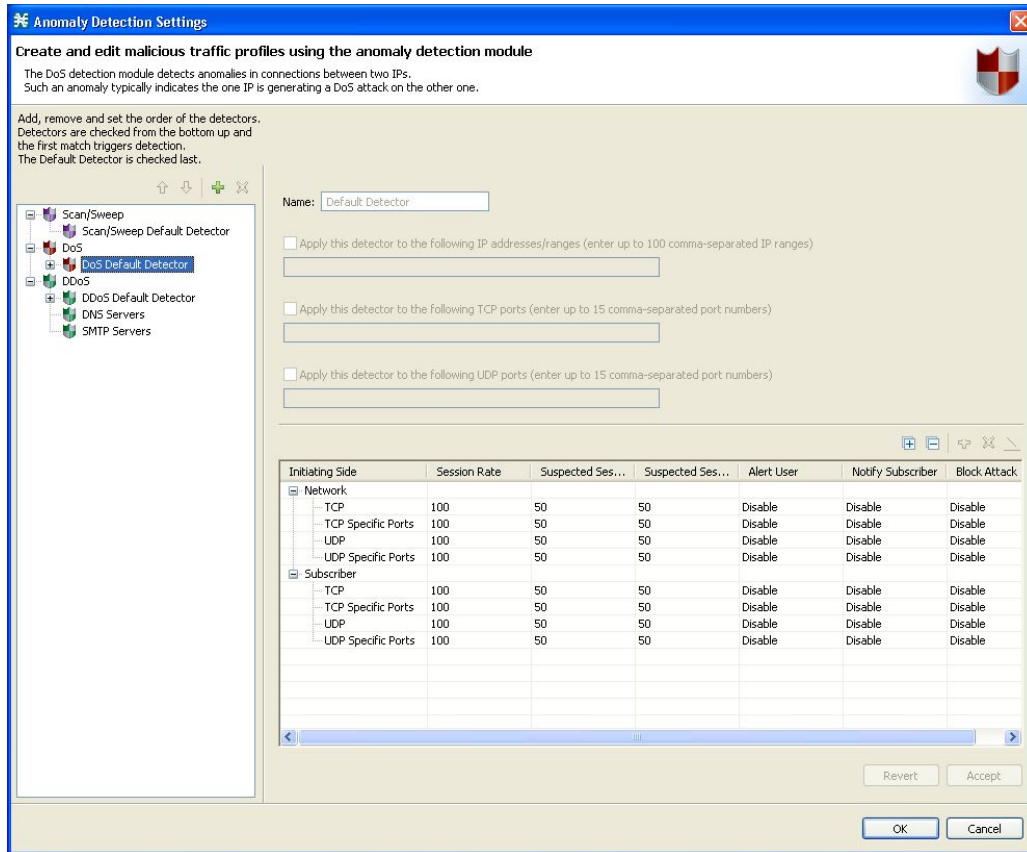 Anomaly Detection Settings
Create and edit malicious traffic profiles using the anomaly detection module
The DoS detection module detects anomalies in connections between two IPs.
Such an anomaly typically indicates the one IP is generating a DoS attack on the other one.
Add, remove and set the order of the detectors.
Detectors are checked from the bottom up and
the first match triggers detection.
The Default Detector is checked last.
Scan/Sweep
Scan/Sweep Default Detector
DoS
DoS Default Detector
DDoS
DDoS Default Detector
DNS Servers
SMTP Servers
Name: Default Detector
Apply this detector to the following IP addresses/ranges (enter up to 100 comma-separated IP ranges)
Apply this detector to the following TCP ports (enter up to 15 comma-separated port numbers)
Apply this detector to the following UDP ports (enter up to 15 comma-separated port numbers)
Initiating Side Session Rate Suspected Ses... Suspected Ses... Alert User Notify Subscriber Block Attack
Network
TCP 100 50 50 Disable Disable Disable
TCP Specific Ports 100 50 50 Disable Disable Disable
UDP 100 50 50 Disable Disable Disable
UDP Specific Ports 100 50 50 Disable Disable Disable
Subscriber
TCP 100 50 50 Disable Disable Disable
TCP Specific Ports 100 50 50 Disable Disable Disable
UDP 100 50 50 Disable Disable Disable
UDP Specific Ports 100 50 50 Disable Disable Disable
Revert Accept
OK Cancel